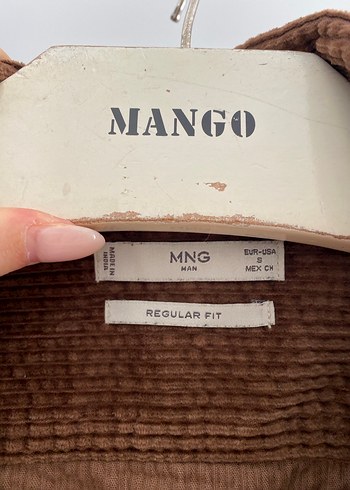 MANGO
MADE IN
INDIA
MNG
MAN
EUR-USA
S
MEX CH
REGULAR FIT